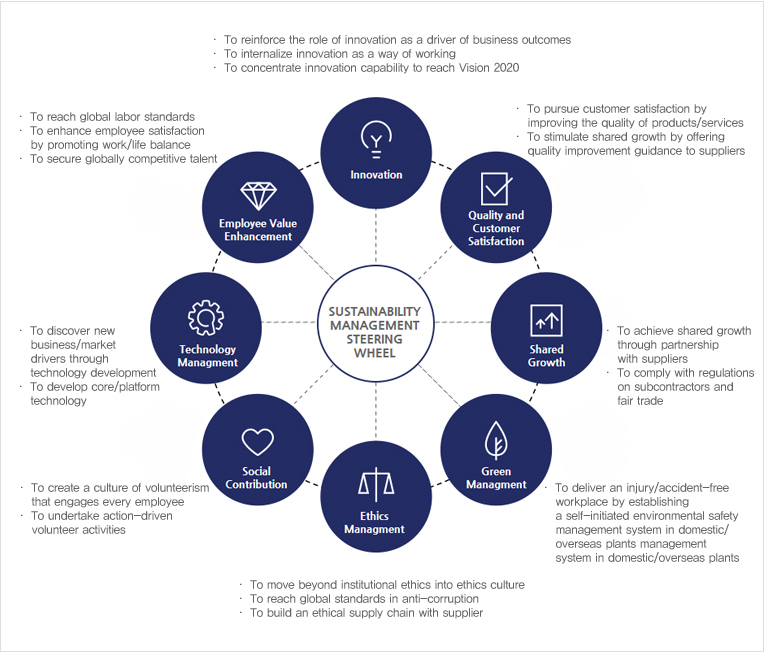 · To reinforce the role of innovation as a driver of business outcomes
· To internalize innovation as a way of working
· To concentrate innovation capability to reach Vision 2020
Innovation
· To pursue customer satisfaction by
improving the quality of products/services
· To stimulate shared growth by offering
quality improvement guidance to suppliers
Quality and
Customer
Satisfaction
· To achieve shared growth
through partnership
with suppliers
· To comply with regulations
on subcontractors and
fair trade
Shared
Growth
· To deliver an injury/accident-free
workplace by establishing
a self-initiated environmental safety
management system in domestic/
overseas plants management
system in domestic/overseas plants
Green
Managment
· To move beyond institutional ethics into ethics culture
· To reach global standards in anti-corruption
· To build an ethical supply chain with supplier
Ethics
Managment
· To create a culture of volunteerism
that engages every employee
· To undertake action-driven
volunteer activities
Social
Contribution
· To discover new
business/market
drivers through
technology development
· To develop core/platform
technology
Technology
Managment
· To reach global labor standards
· To enhance employee satisfaction
by promoting work/life balance
· To secure globally competitive talent
Employee Value
Enhancement
SUSTAINABILITY
MANAGEMENT
STEERING
WHEEL